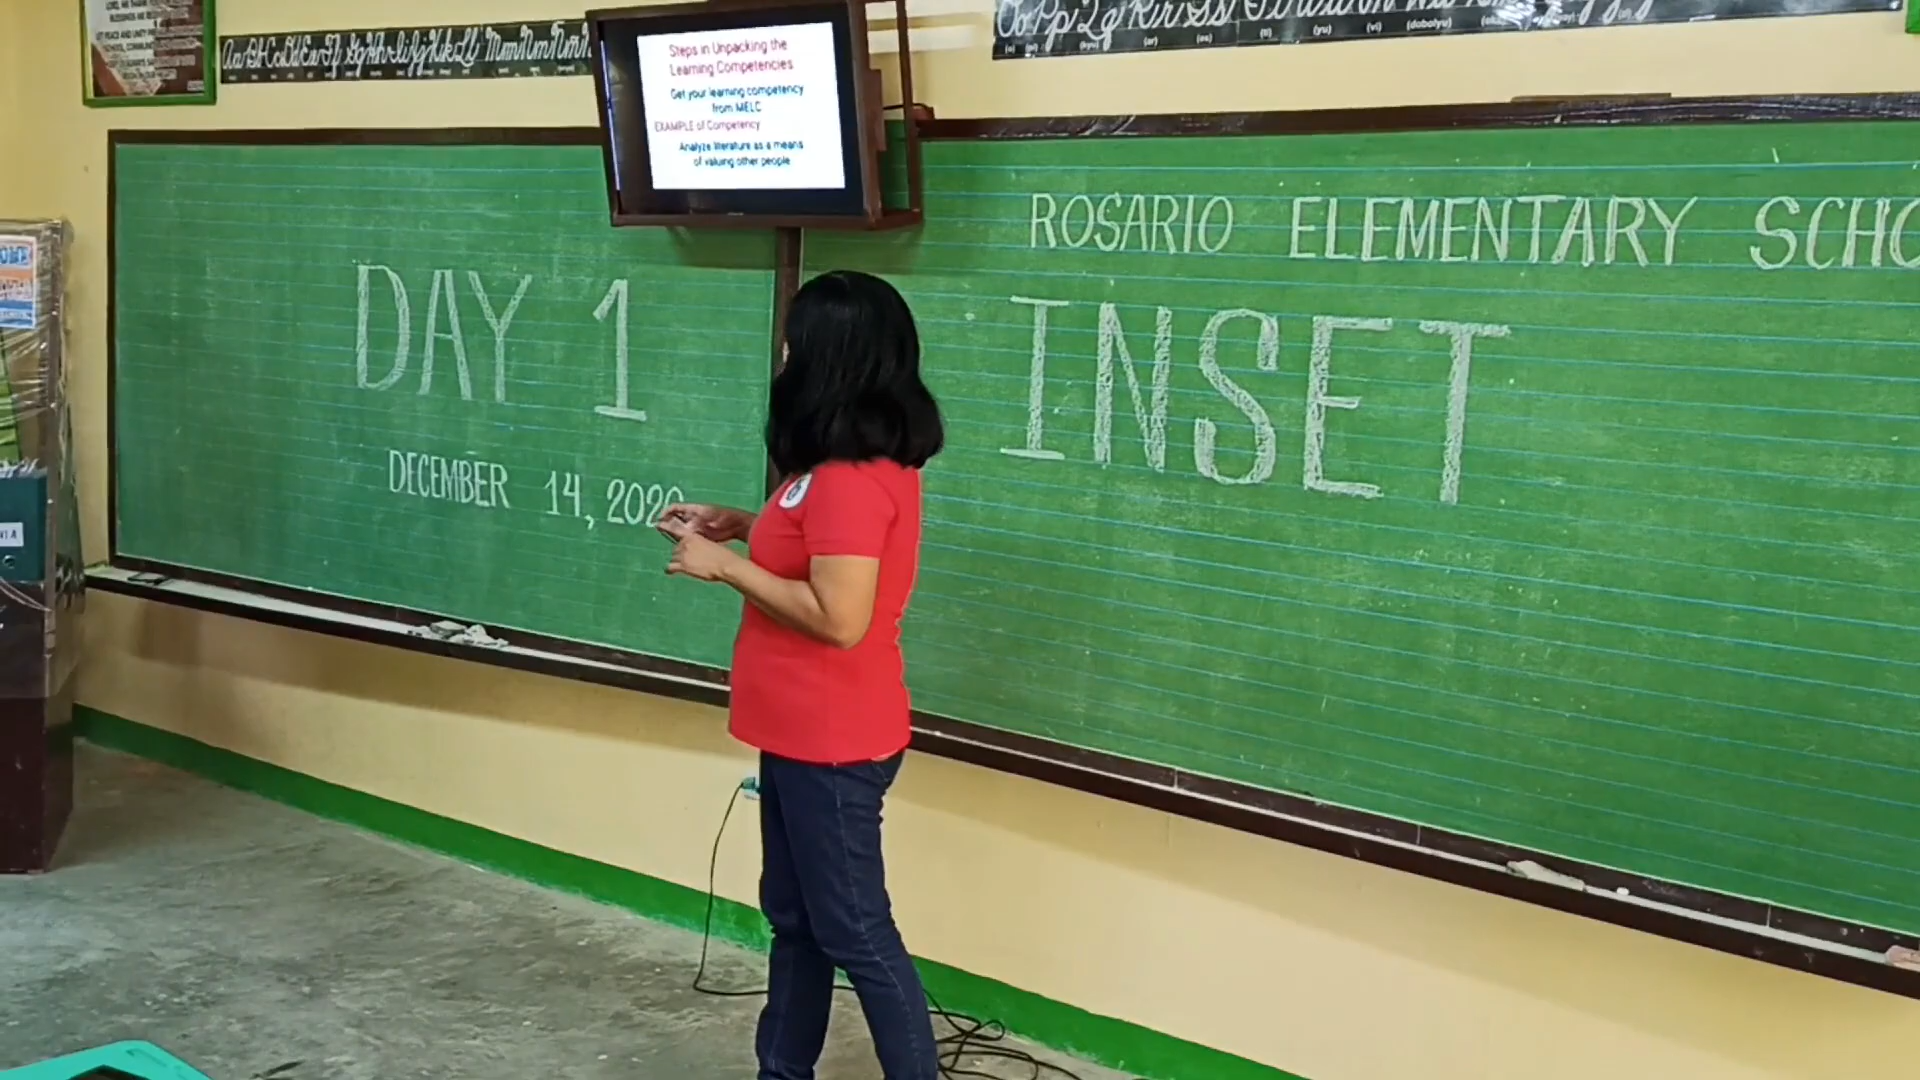 Steps in Unpacking the
Learning Competencies
Get your learning competency
from MELC
EXAMPLE of Competency
Analyze literature as a means
of valuing other people
ROSARIO ELEMENTARY SCHO
DAY 1
INSET
DECEMBER 14, 2020